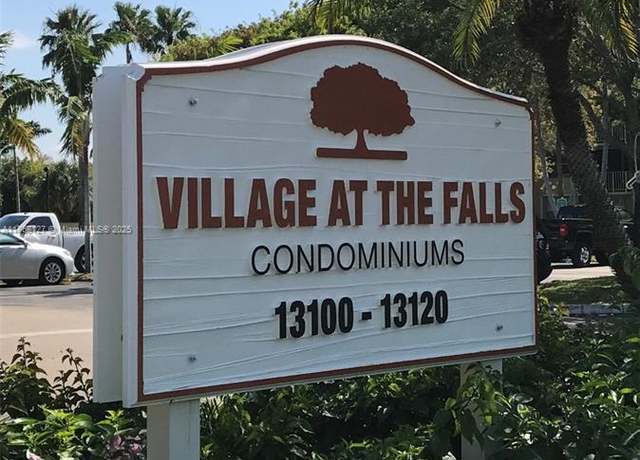 VILLAGE AT THE FALLS
CONDOMINIUMS
13100 - 13120